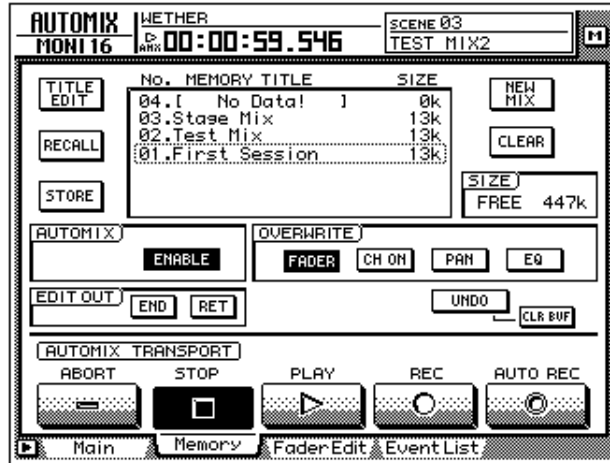 AUTOMIX
MONI 16
WETHER
AMX 00:00:59.546
SCENE 03
TEST MIX2
M
TITLE EDIT
RECALL
STORE
No. MEMORY TITLE SIZE
04.[ No Data! ] 0k
03.Stage Mix 13k
02.Test Mix 13k
01.First Session 13k
NEW MIX
CLEAR
SIZE
FREE 447k
AUTOMIX
ENABLE
OVERWRITE
FADER CH ON PAN EQ
EDIT OUT
END RET
UNDO
CLR BUF
AUTOMIX TRANSPORT
ABORT STOP PLAY REC AUTO REC
Main Memory Fader Edit Event List